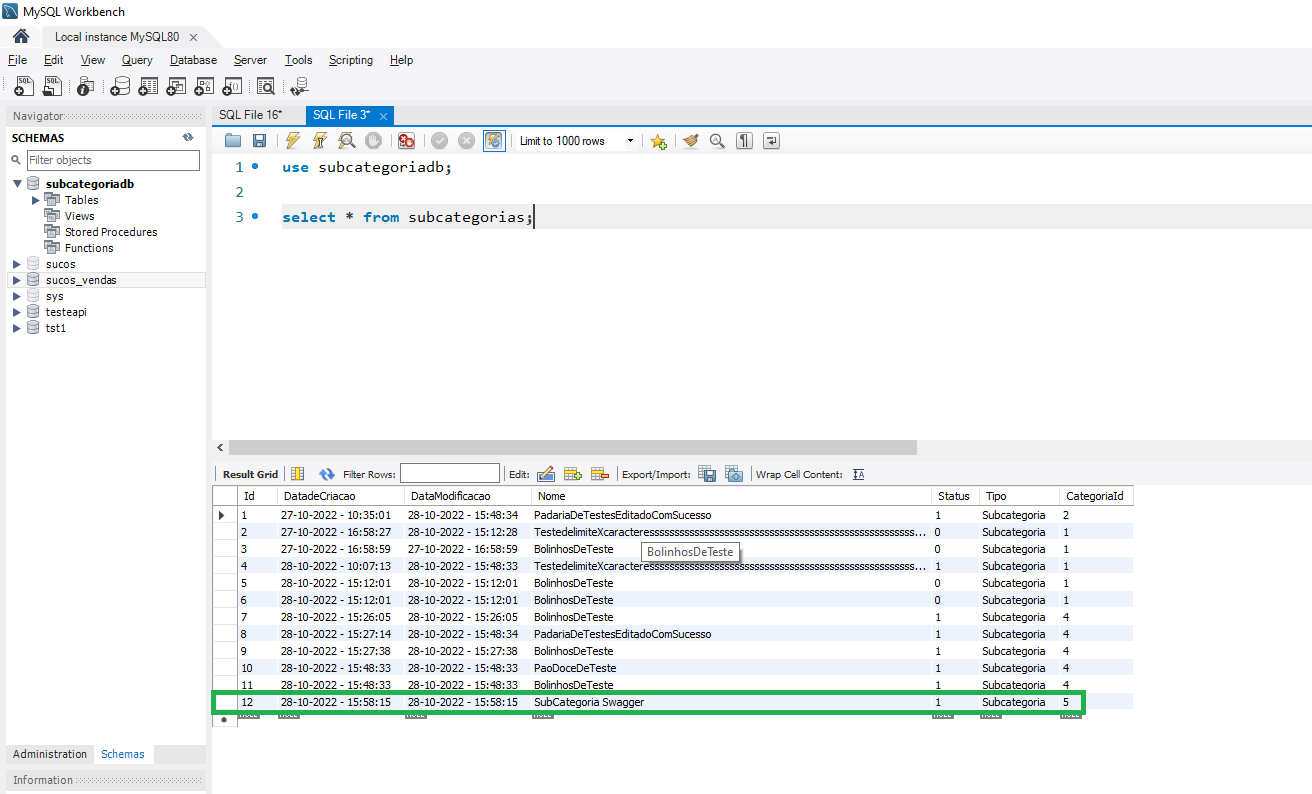 MySQL Workbench
Local instance MySQL80
File Edit View Query Database Server Tools Scripting Help
Navigator
SCHEMAS
Filter objects
subcategoriadb
Tables
Views
Stored Procedures
Functions
sucos
sucos_vendas
sys
testeapi
tst1
Administration Schemas
Information
SQL File 16* SQL File 3*
Limit to 1000 rows
1 use subcategoriadb;
2
3 select * from subcategorias;
Result Grid Filter Rows: Edit: Export/Import: Wrap Cell Content:
Id DatadeCriacao DataModificacao Nome Status Tipo CategoriaId
1 27-10-2022 - 10:35:01 28-10-2022 - 15:48:34 PadariaDeTestesEditadoComSucesso 1 Subcategoria 2
2 27-10-2022 - 16:58:27 28-10-2022 - 15:12:28 0 Subcategoria 1
3 27-10-2022 - 16:58:59 27-10-2022 - 16:58:59 BolinhosDeTeste 0 Subcategoria 1
BolinhosDeTeste
4 28-10-2022 - 10:07:13 28-10-2022 - 15:48:33 1 Subcategoria 1
5 28-10-2022 - 15:12:01 28-10-2022 - 15:12:01 BolinhosDeTeste 0 Subcategoria 1
6 28-10-2022 - 15:12:01 28-10-2022 - 15:12:01 BolinhosDeTeste 0 Subcategoria 1
7 28-10-2022 - 15:26:05 28-10-2022 - 15:26:05 BolinhosDeTeste 1 Subcategoria 4
8 28-10-2022 - 15:27:14 28-10-2022 - 15:48:34 PadariaDeTestesEditadoComSucesso 1 Subcategoria 4
9 28-10-2022 - 15:27:38 28-10-2022 - 15:27:38 BolinhosDeTeste 1 Subcategoria 4
10 28-10-2022 - 15:48:33 28-10-2022 - 15:48:33 PaoDoceDeTeste 1 Subcategoria 4
11 28-10-2022 - 15:48:33 28-10-2022 - 15:48:33 BolinhosDeTeste 1 Subcategoria 4
12 28-10-2022 - 15:58:15 28-10-2022 - 15:58:15 SubCategoria Swagger 1 Subcategoria 5